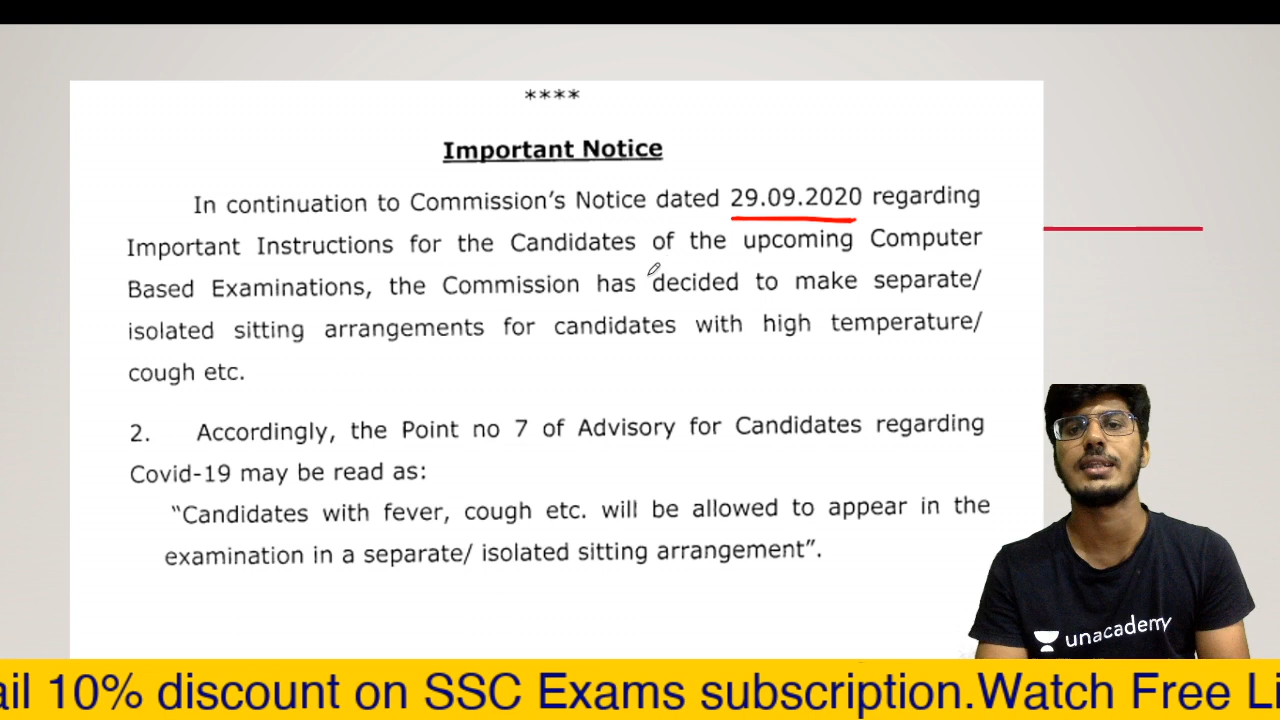 ****
Important Notice
In continuation to Commission's Notice dated 29.09.2020 regarding
Important Instructions for the Candidates of the upcoming Computer
Based Examinations, the Commission has decided to make separate/
isolated sitting arrangements for candidates with high temperature/
cough etc.
2. Accordingly, the Point no 7 of Advisory for Candidates regarding
Covid-19 may be read as:
"Candidates with fever, cough etc. will be allowed to appear in the
examination in a separate/ isolated sitting arrangement".
unacademy
ail 10% discount on SSC Exams subscription.Watch Free Li